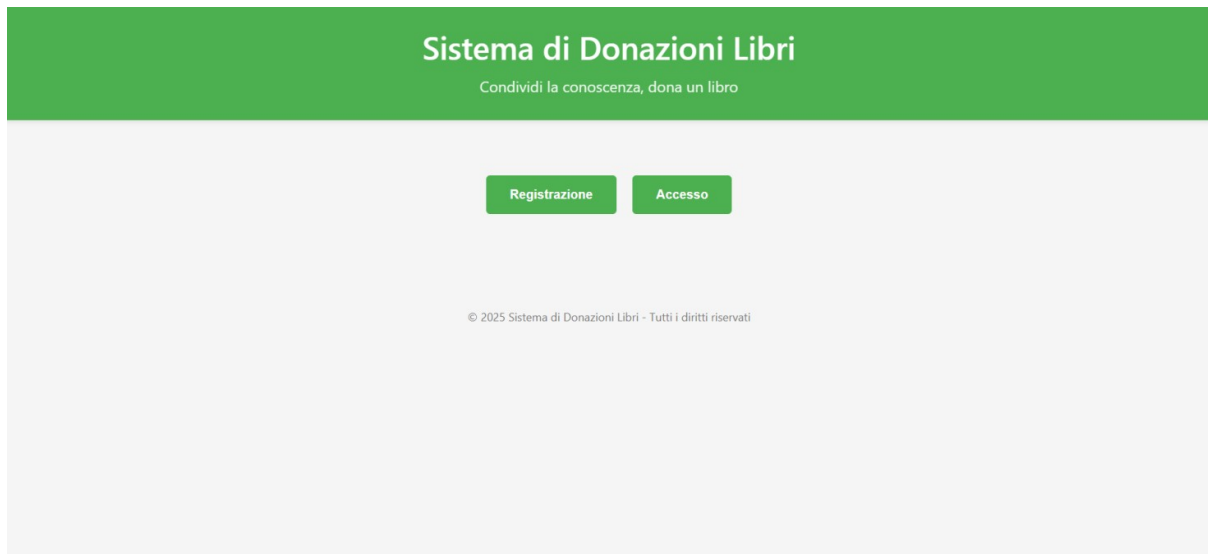 Sistema di Donazioni Libri
Condividi la conoscenza, dona un libro
Registrazione Accesso
© 2025 Sistema di Donazioni Libri - Tutti i diritti riservati